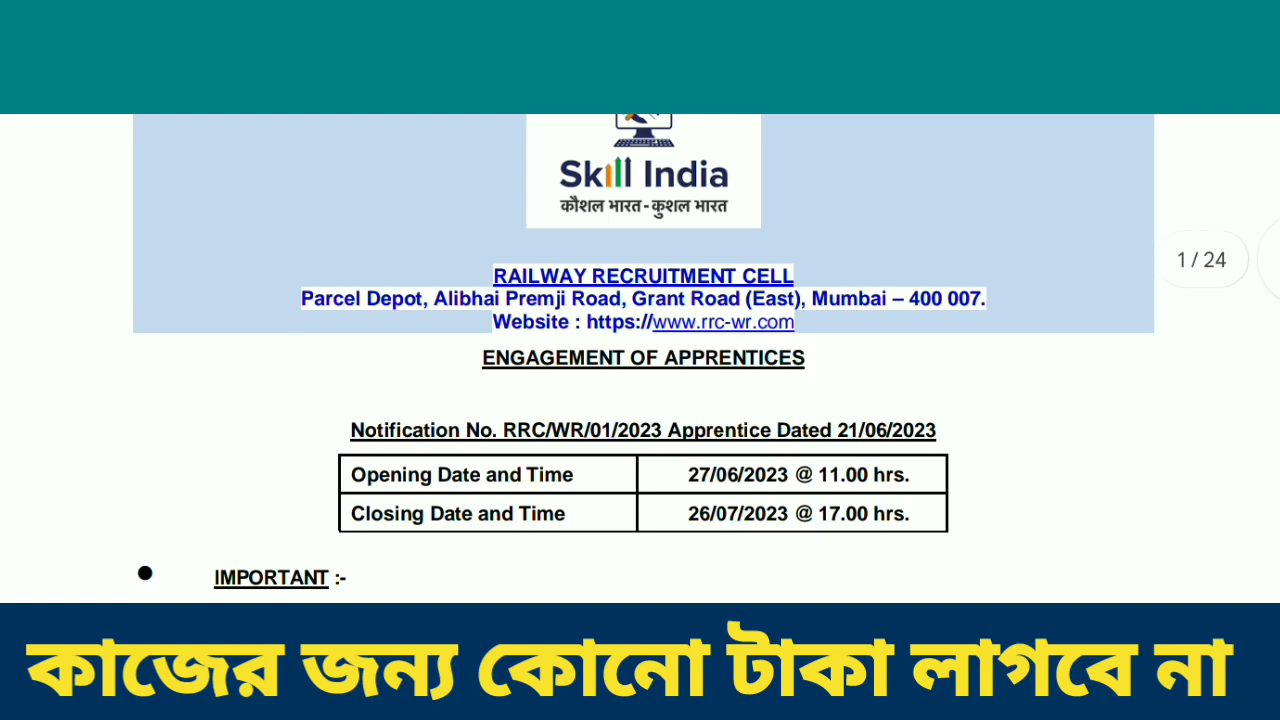 Skill India
कौशल भारत - कुशल भारत
RAILWAY RECRUITMENT CELL
1 / 24
Parcel Depot, Alibhai Premji Road, Grant Road (East), Mumbai – 400 007.
Website : https://www.rrc-wr.com
ENGAGEMENT OF APPRENTICES
Notification No. RRC/WR/01/2023 Apprentice Dated 21/06/2023
Opening Date and Time 27/06/2023 @ 11.00 hrs.
Closing Date and Time 26/07/2023 @ 17.00 hrs.
● IMPORTANT :-
কাজের জন্য কোনো টাকা লাগবে না